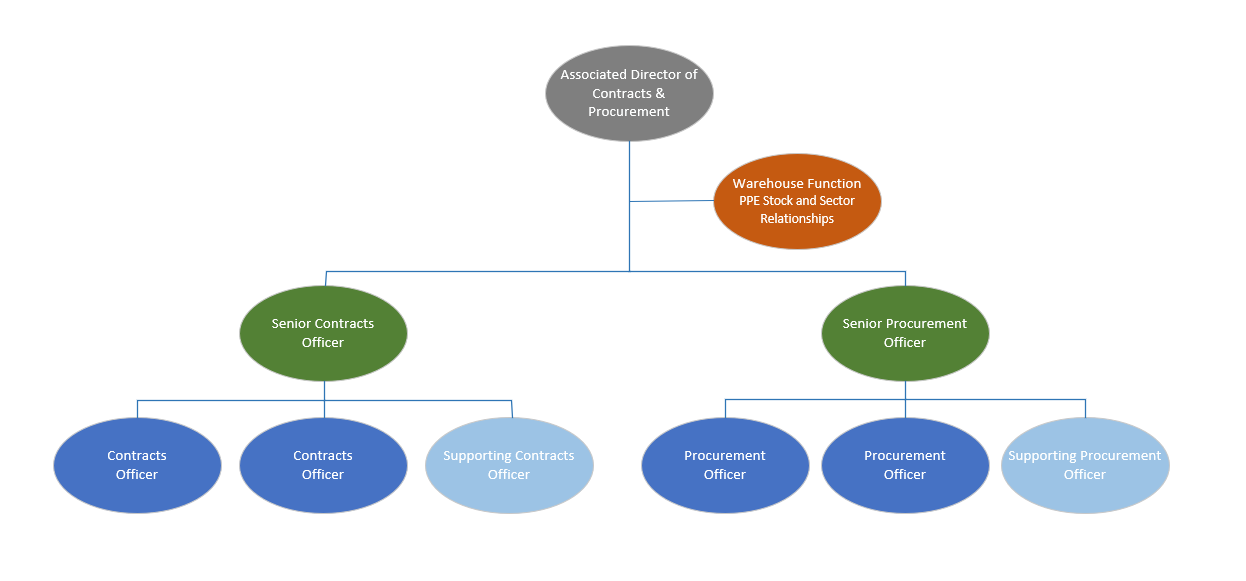 Associated Director of
Contracts &
Procurement
Warehouse Function
PPE Stock and Sector
Relationships
Senior Contracts
Officer
Senior Procurement
Officer
Contracts
Officer
Contracts
Officer
Supporting Contracts
Officer
Procurement
Officer
Procurement
Officer
Supporting Procurement
Officer